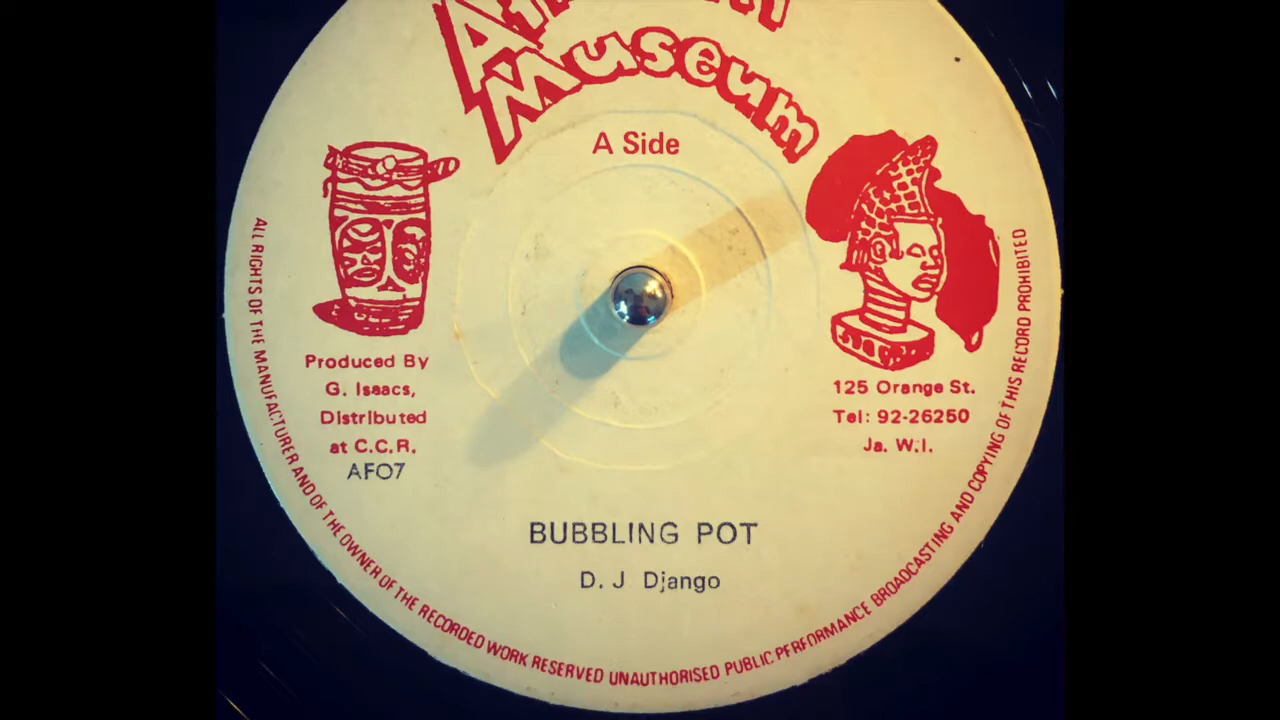 Museum
A Side
Produced By
G. Isaacs,
Distributed
at C.C.R.
AFO7
125 Orange St.
Tel: 92-26250
Ja. W.I.
BUBBLING POT
D. J Django
ALL RIGHTS OF THE MANUFACTURER AND OF THE OWNER OF THE RECORDED WORK RESERVED UNAUTHORISED PUBLIC PERFORMANCE BROADCASTING AND COPYING OF THIS RECORD PROHIBITED